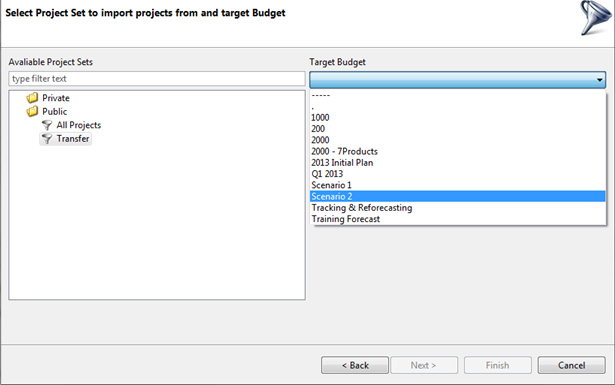 Select Project Set to import projects from and target Budget
Avaliable Project Sets
type filter text
Private
Public
All Projects
Transfer
Target Budget
-----
.
1000
200
2000
2000 - 7Products
2013 Initial Plan
Q1 2013
Scenario 1
Scenario 2
Tracking & Reforecasting
Training Forecast
< Back
Next >
Finish
Cancel